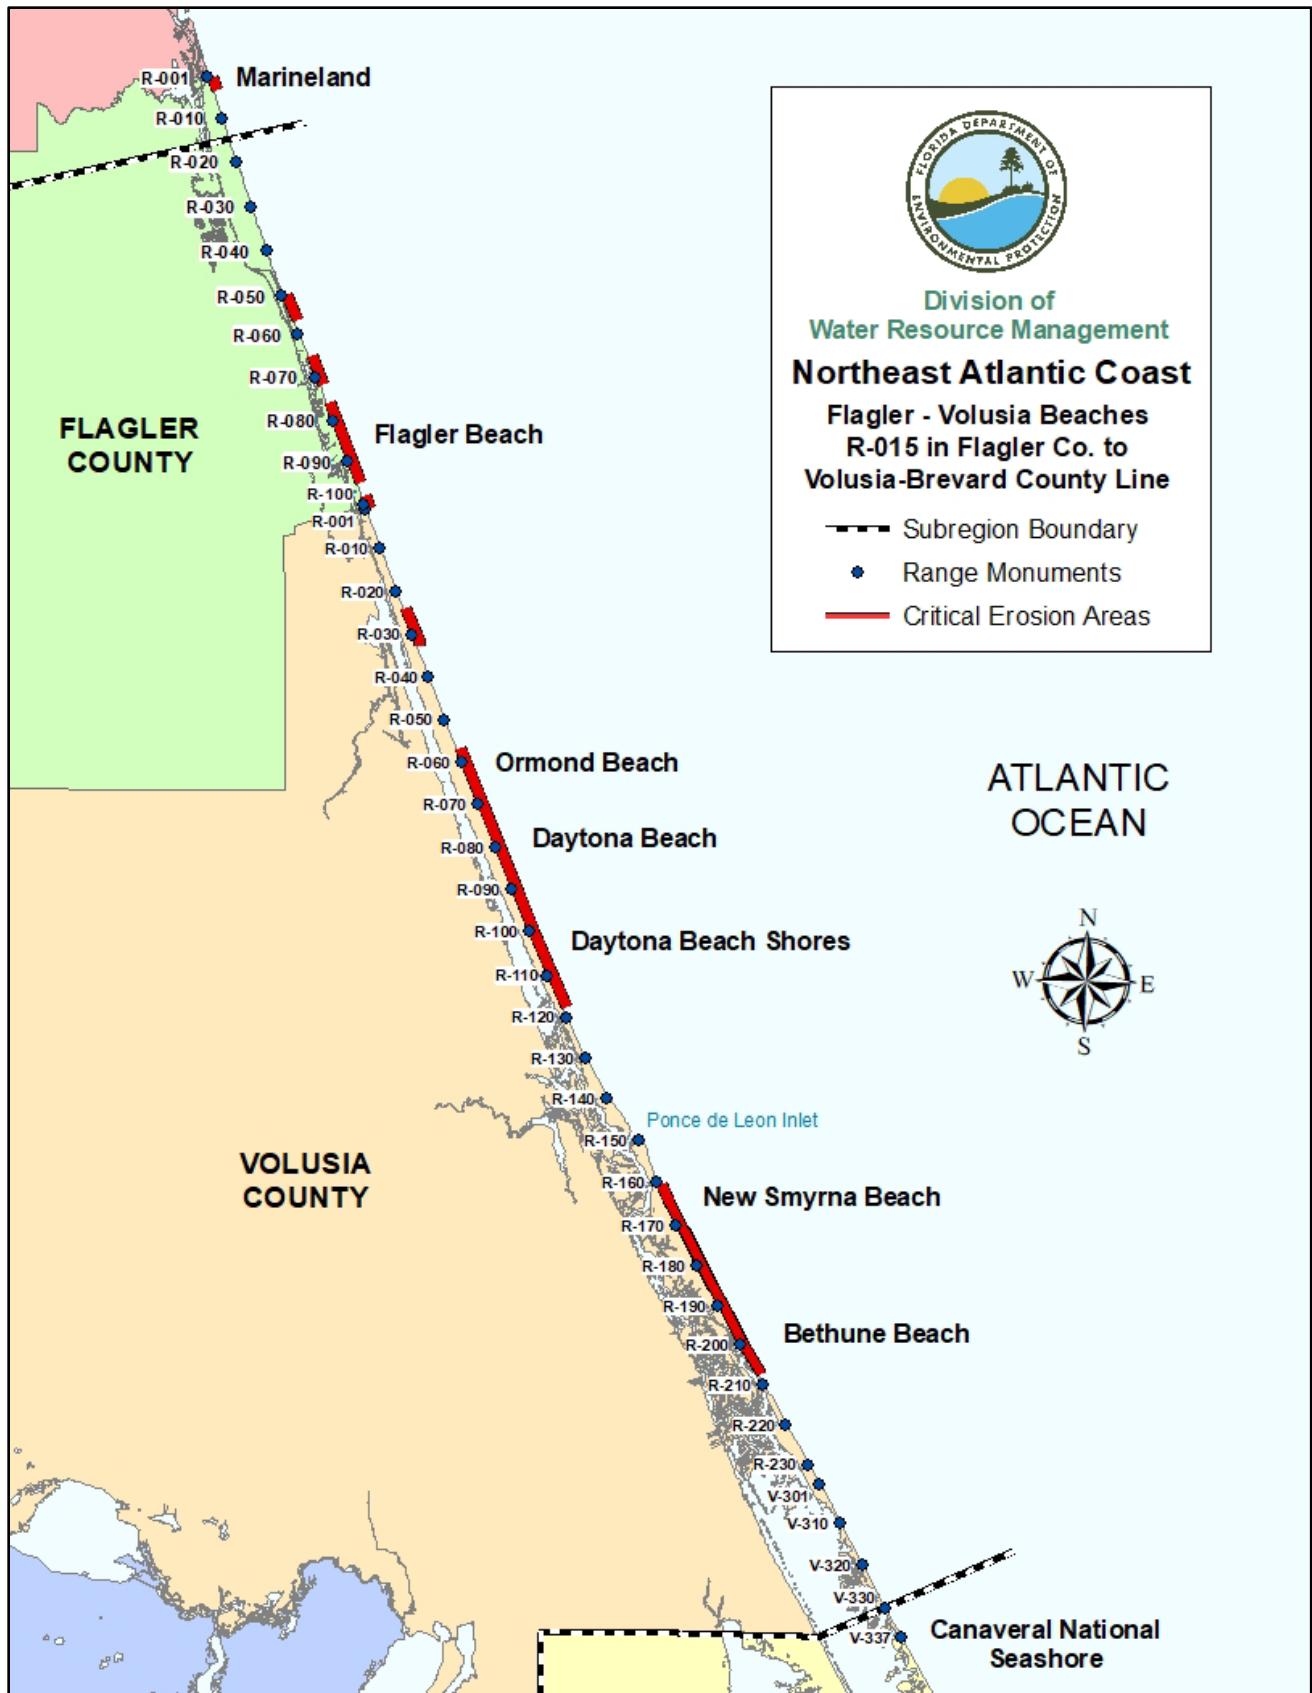 R-001
Marineland
R-010
R-020
R-030
R-040
R-050
R-060
R-070
R-080
FLAGLER
COUNTY
Flagler Beach
R-090
R-100
R-001
R-010
R-020
R-030
R-040
R-050
R-060
Ormond Beach
R-070
Daytona Beach
R-080
R-090
R-100
Daytona Beach Shores
R-110
R-120
R-130
R-140
Ponce de Leon Inlet
R-150
VOLUSIA
COUNTY
R-160
New Smyrna Beach
R-170
R-180
R-190
Bethune Beach
R-200
R-210
R-220
R-230
V-301
V-310
V-320
V-330
V-337
Canaveral National
Seashore
FLORIDA DEPARTMENT OF
ENVIRONMENTAL PROTECTION
Division of
Water Resource Management
Northeast Atlantic Coast
Flagler - Volusia Beaches
R-015 in Flagler Co. to
Volusia-Brevard County Line
Subregion Boundary
Range Monuments
Critical Erosion Areas
ATLANTIC
OCEAN
N
W
E
S